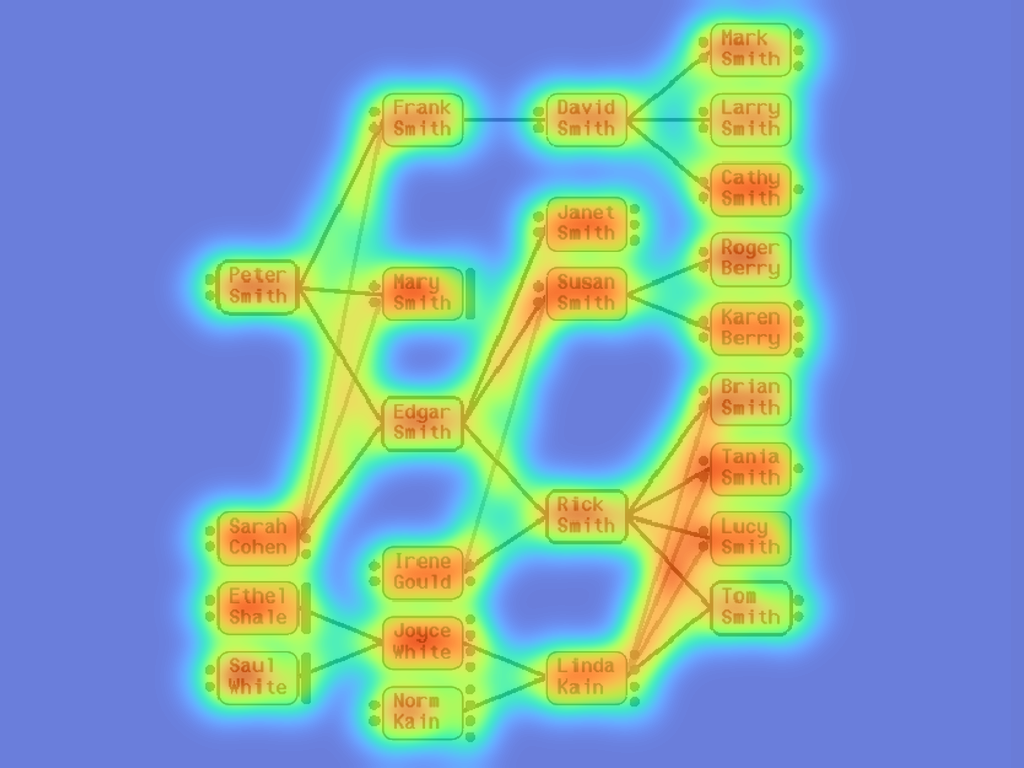 Mark
Smith
Frank
Smith
David
Smith
Larry
Smith
Cathy
Smith
Janet
Smith
Roger
Berry
Peter
Smith
Mary
Smith
Susan
Smith
Karen
Berry
Edgar
Smith
Brian
Smith
Tania
Smith
Rick
Smith
Sarah
Cohen
Lucy
Smith
Irene
Gould
Ethel
Shale
Tom
Smith
Joyce
White
Saul
White
Linda
Kain
Norm
Kain